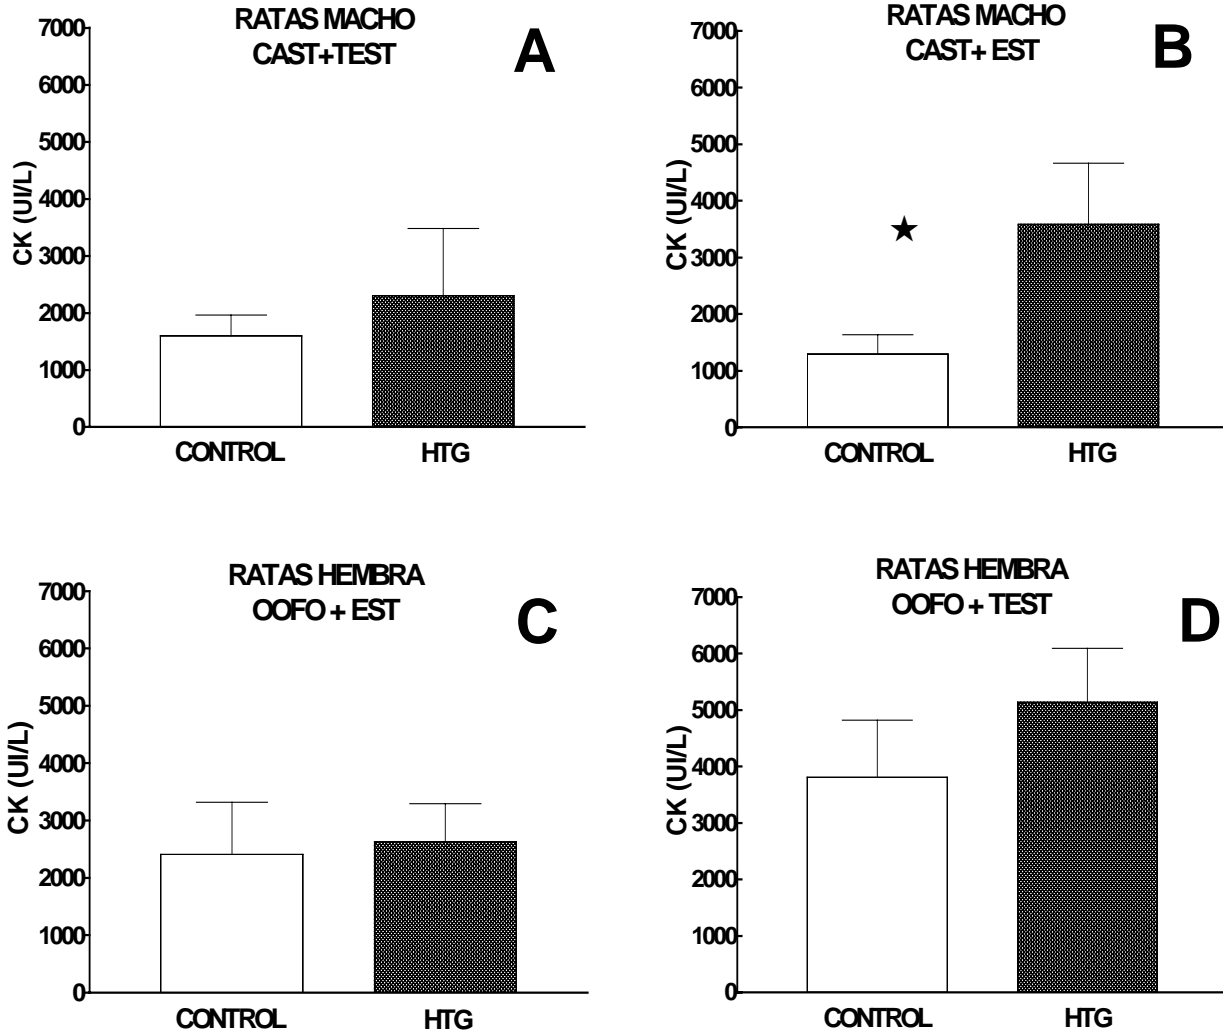 RATAS MACHO
CAST+TEST
A
CK (UI/L)
7000
6000
5000
4000
3000
2000
1000
0
CONTROL HTG
RATAS MACHO
CAST+ EST
B
CK (UI/L)
7000
6000
5000
4000
3000
2000
1000
0
CONTROL HTG
RATAS HEMBRA
OOFO + EST
C
CK (UI/L)
7000
6000
5000
4000
3000
2000
1000
0
CONTROL HTG
RATAS HEMBRA
OOFO + TEST
D
CK (UI/L)
7000
6000
5000
4000
3000
2000
1000
0
CONTROL HTG